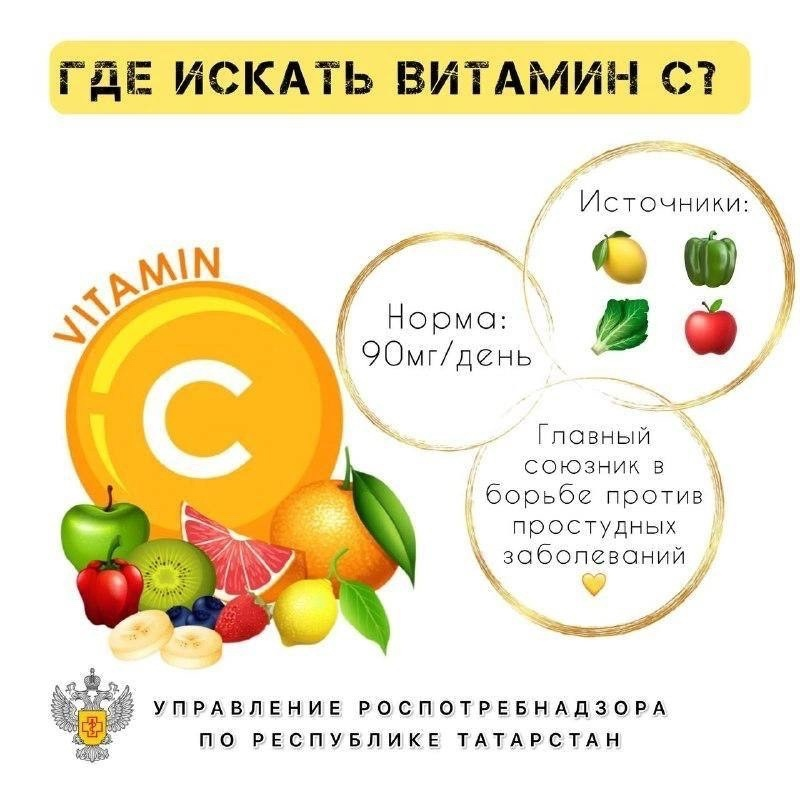 ГДЕ ИСКАТЬ ВИТАМИН С?
Источники:
VITAMIN
C
Норма:
90мг/день
Главный
союзник в
борьбе против
простудных
заболеваний
УПРАВЛЕНИЕ РОСПОТРЕБНАДЗОРА
ПО РЕСПУБЛИКЕ ТАТАРСТАН